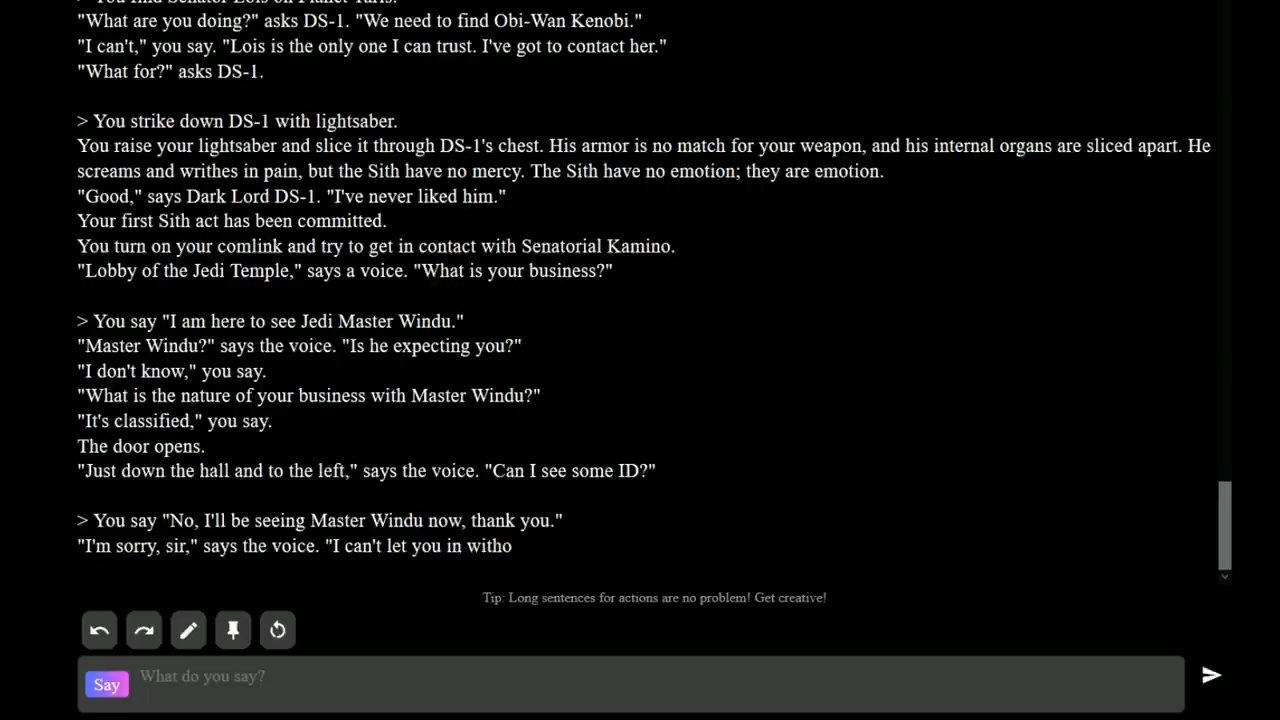 "What are you doing?" asks DS-1. "We need to find Obi-Wan Kenobi."
"I can't," you say. "Lois is the only one I can trust. I've got to contact her."
"What for?" asks DS-1.
> You strike down DS-1 with lightsaber.
You raise your lightsaber and slice it through DS-1's chest. His armor is no match for your weapon, and his internal organs are sliced apart. He
screams and writhes in pain, but the Sith have no mercy. The Sith have no emotion; they are emotion.
"Good," says Dark Lord DS-1. "I've never liked him."
Your first Sith act has been committed.
You turn on your comlink and try to get in contact with Senatorial Kamino.
"Lobby of the Jedi Temple," says a voice. "What is your business?"
> You say "I am here to see Jedi Master Windu."
"Master Windu?" says the voice. "Is he expecting you?"
"I don't know," you say.
"What is the nature of your business with Master Windu?"
"It's classified," you say.
The door opens.
"Just down the hall and to the left," says the voice. "Can I see some ID?"
> You say "No, I'll be seeing Master Windu now, thank you."
"I'm sorry, sir," says the voice. "I can't let you in witho
Tip: Long sentences for actions are no problem! Get creative!
Say What do you say?